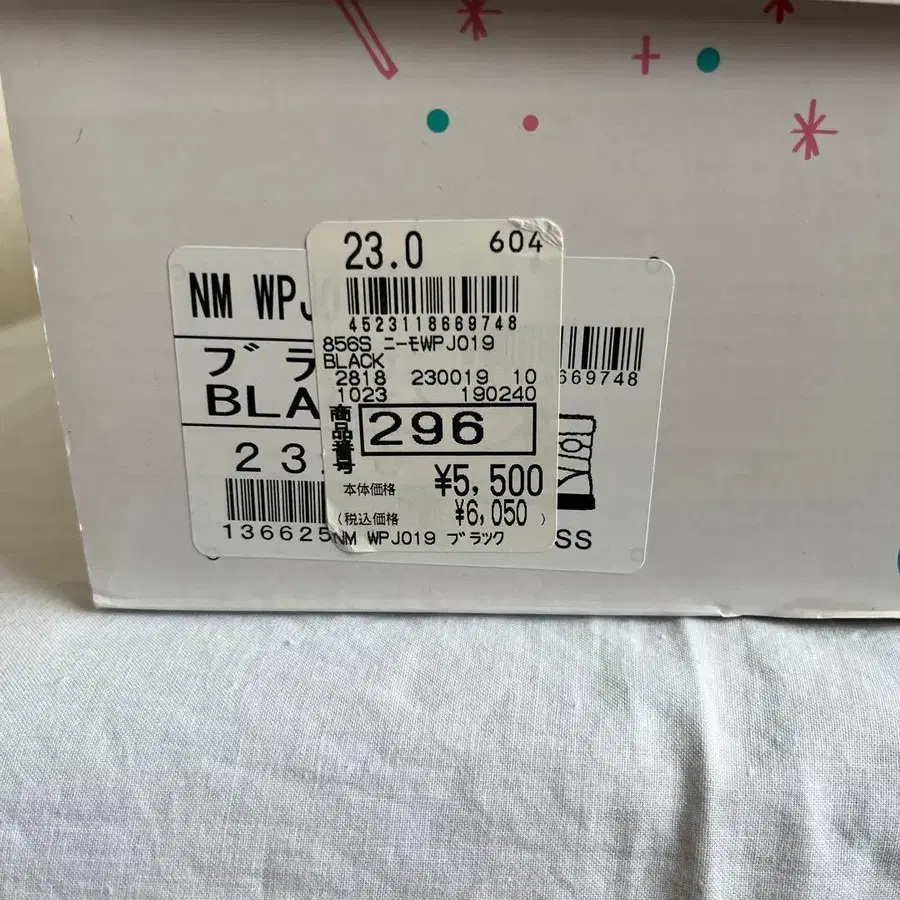 23.0 604
4523118669748
856S ニーモWPJ019
BLACK
2818 230019 10
1023 190240
商品番号 296
本体価格 ¥5,500
(税込価格 ¥6,050 )
NM WPJ019 ブラック
NM WPJ
ブラ
BLA
23.
136625
669748
SS